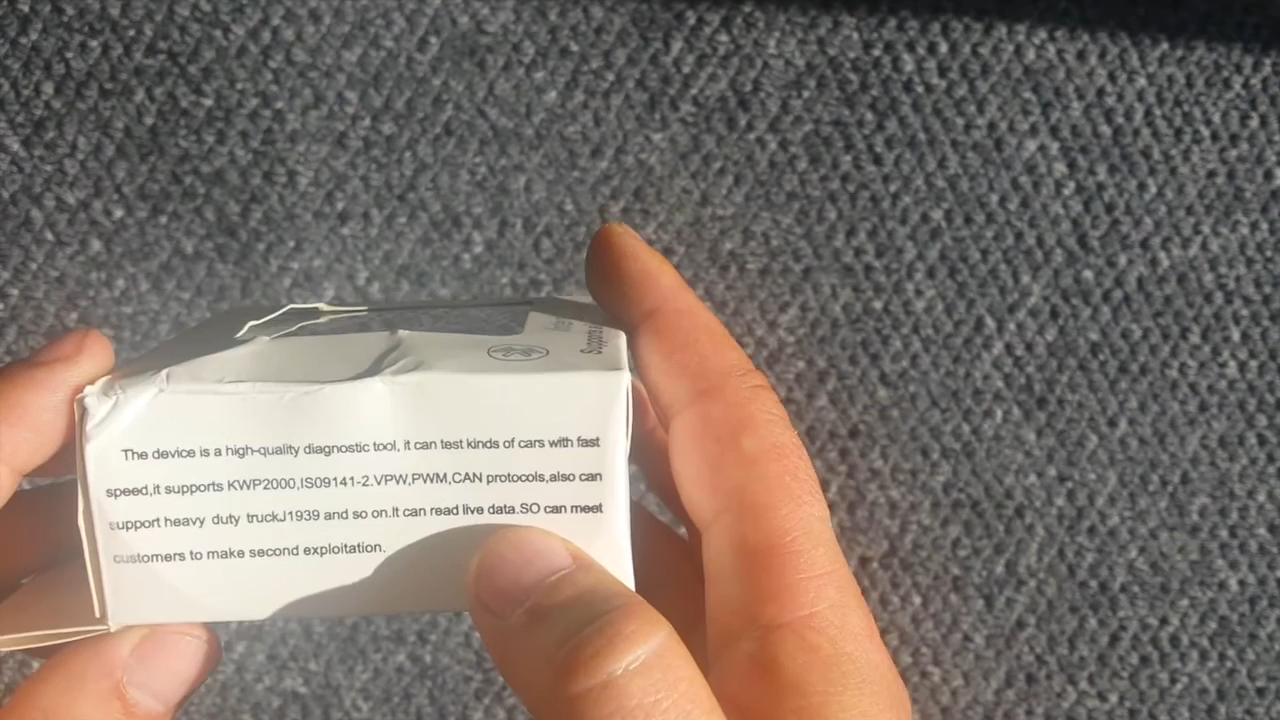 Supports a
The device is a high-quality diagnostic tool, it can test kinds of cars with fast
speed,it supports KWP2000,IS09141-2.VPW,PWM,CAN protocols,also can
support heavy duty truckJ1939 and so on.It can read live data.SO can meet
customers to make second exploitation.